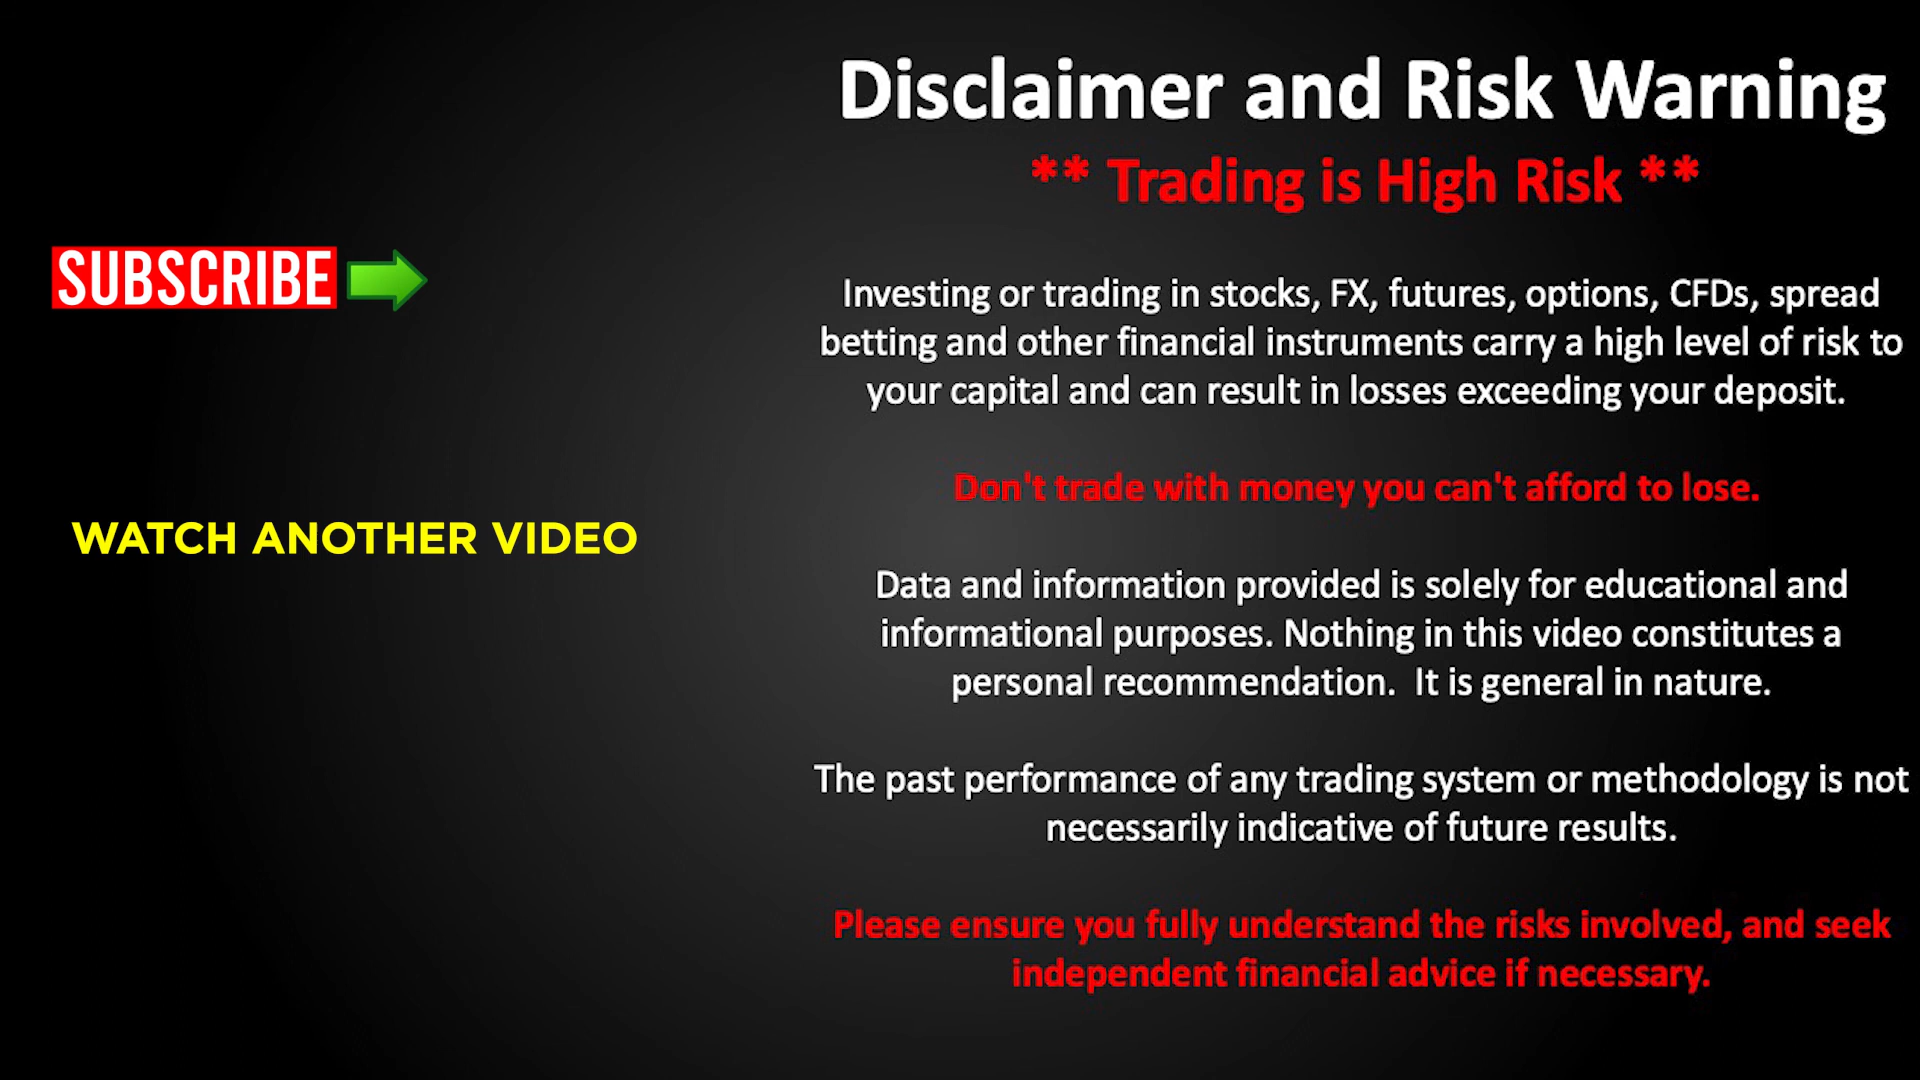 Disclaimer and Risk Warning
** Trading is High Risk **
SUBSCRIBE
Investing or trading in stocks, FX, futures, options, CFDs, spread
betting and other financial instruments carry a high level of risk to
your capital and can result in losses exceeding your deposit.
Don't trade with money you can't afford to lose.
WATCH ANOTHER VIDEO
Data and information provided is solely for educational and
informational purposes. Nothing in this video constitutes a
personal recommendation.  It is general in nature.
The past performance of any trading system or methodology is not
necessarily indicative of future results.
Please ensure you fully understand the risks involved, and seek
independent financial advice if necessary.